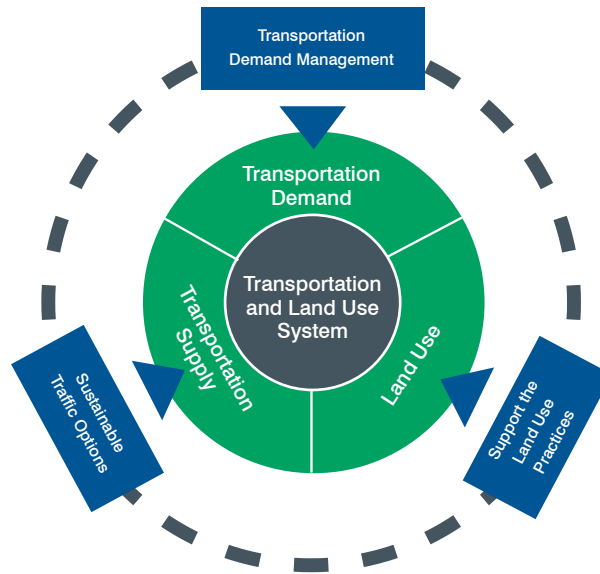 Transportation
Demand Management
Transportation
Demand
Transportation
and Land Use
System
Transportation
Supply
Land Use
Sustainable
Traffic Options
Support the
Land Use
Practices